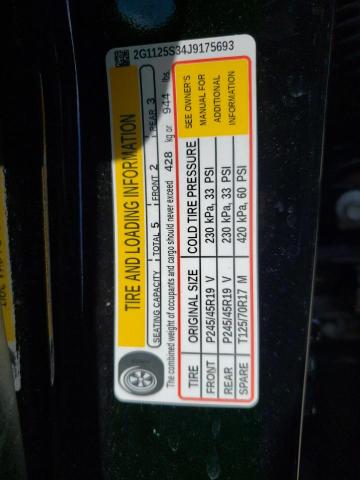 2G1125S34J9175693
TIRE AND LOADING INFORMATION
SEATING CAPACITY | TOTAL 5 | FRONT 2 | REAR 3
The combined weight of occupants and cargo should never exceed 428 kg or 944 lbs.
TIRE ORIGINAL SIZE COLD TIRE PRESSURE SEE OWNER'S MANUAL FOR ADDITIONAL INFORMATION
FRONT P245/45R19 V 230 kPa, 33 PSI
REAR P245/45R19 V 230 kPa, 33 PSI
SPARE T125/70R17 M 420 kPa, 60 PSI